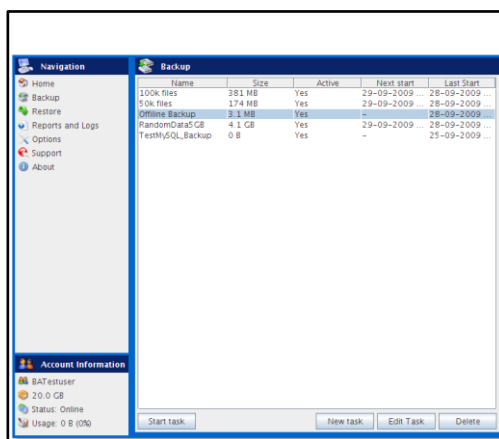 Navigation
Home
Backup
Restore
Reports and Logs
Options
Support
About
Account Information
BATestuser
20.0 GB
Status: Online
Usage: 0 B (0%)
Backup
Name Size Active Next start Last Start
100k files 381 MB Yes 29-09-2009 ... 28-09-2009 ...
50k files 174 MB Yes 29-09-2009 ... 28-09-2009 ...
Offline Backup 3.1 MB Yes – 28-09-2009 ...
RandomData5GB 4.1 GB Yes 29-09-2009 ... 28-09-2009 ...
TestMySQL_Backup 0 B Yes – 25-09-2009 ...
Start task New task Edit Task Delete